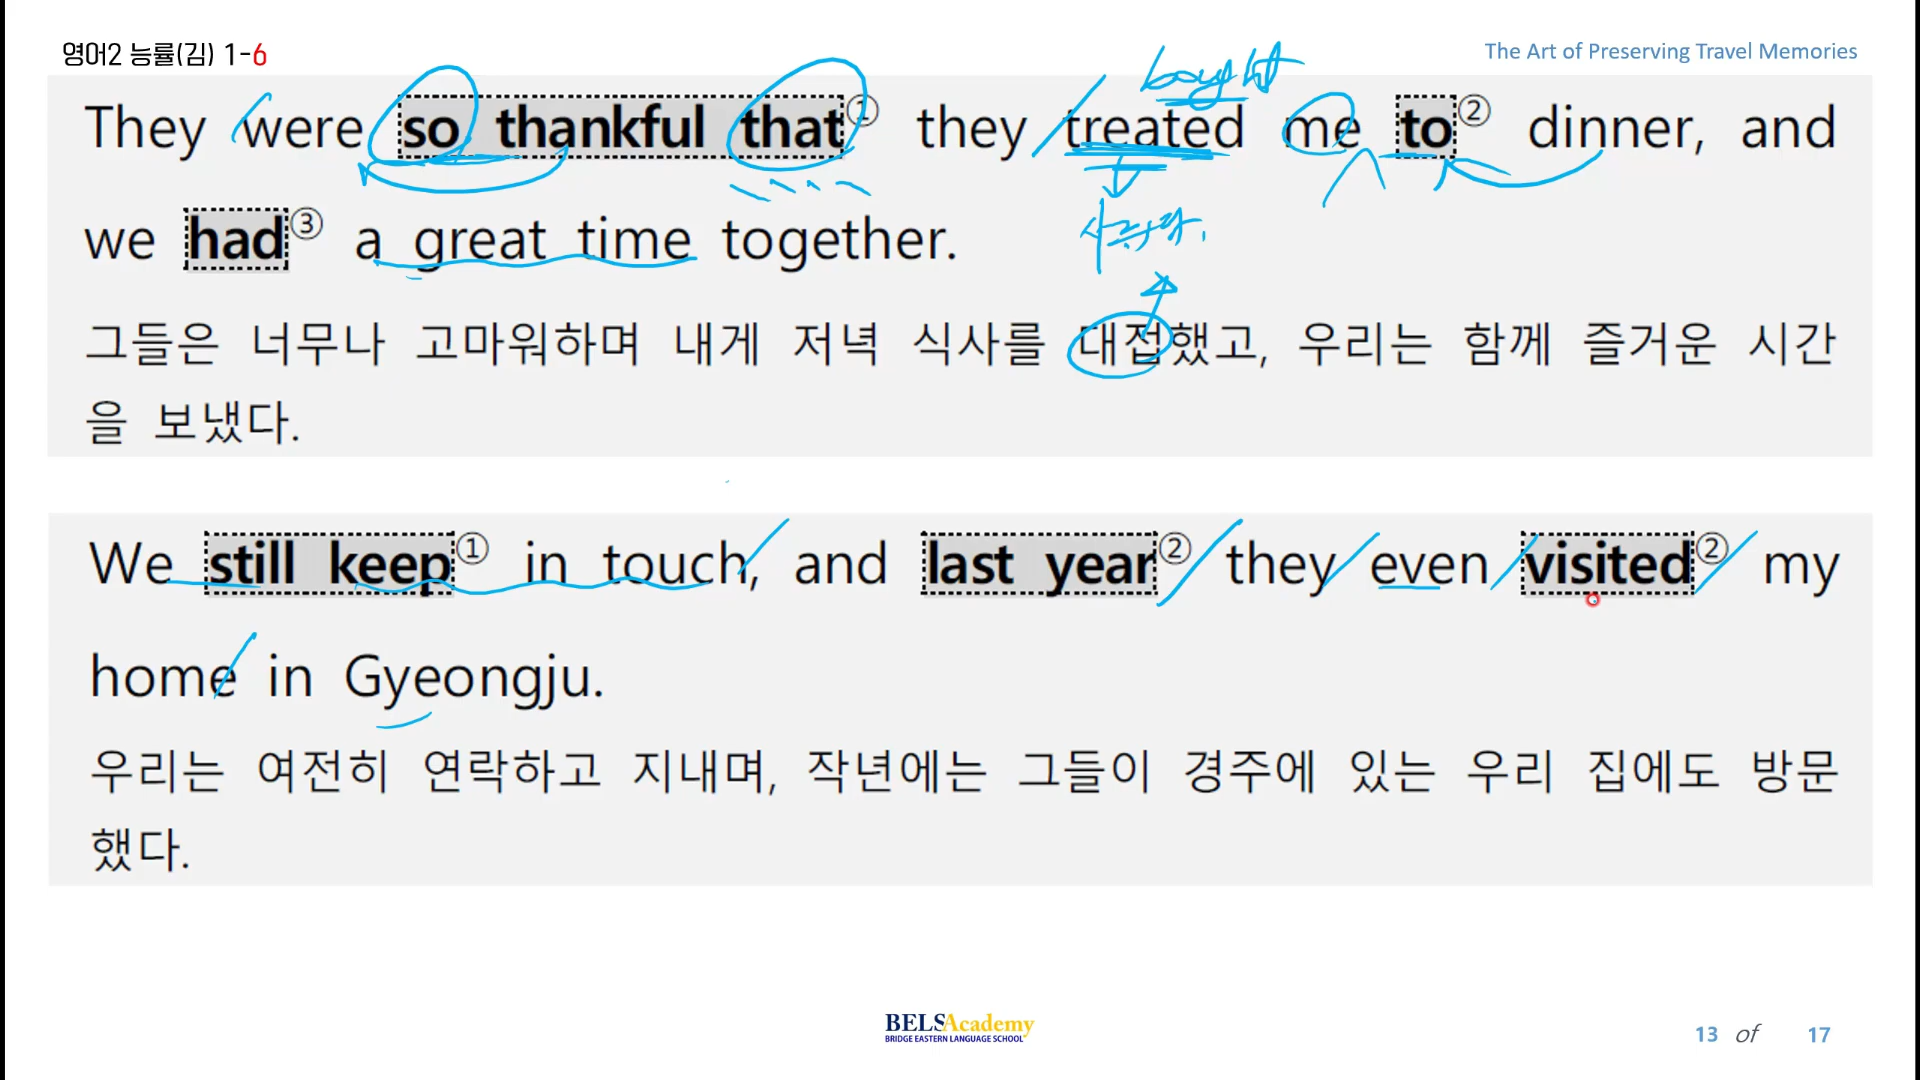 영어2 능률(김) 1-6
The Art of Preserving Travel Memories
bought
They were so thankful that① they treated me to② dinner, and
we had③ a great time together.
사주다.
그들은 너무나 고마워하며 내게 저녁 식사를 대접했고, 우리는 함께 즐거운 시간
을 보냈다.
We still keep① in touch, and last year② they even visited② my
home in Gyeongju.
우리는 여전히 연락하고 지내며, 작년에는 그들이 경주에 있는 우리 집에도 방문
했다.
BELSAcademy
BRIDGE EASTERN LANGUAGE SCHOOL
13 of 17